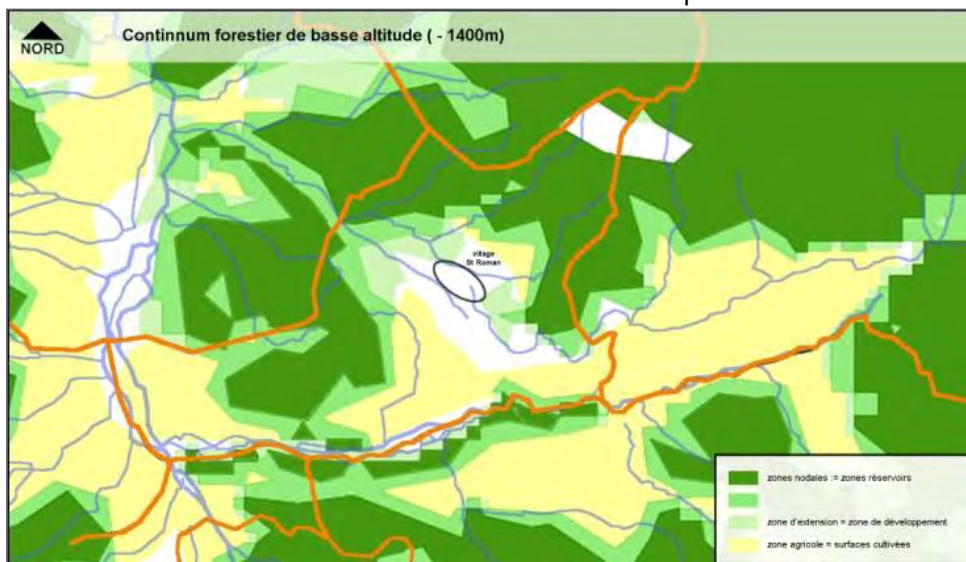 Continnum forestier de basse altitude ( - 1400m)
NORD
village
St Roman
zones nodales := zones réservoirs
zone d'extension = zone de développement
zone agricole = surfaces cultivées